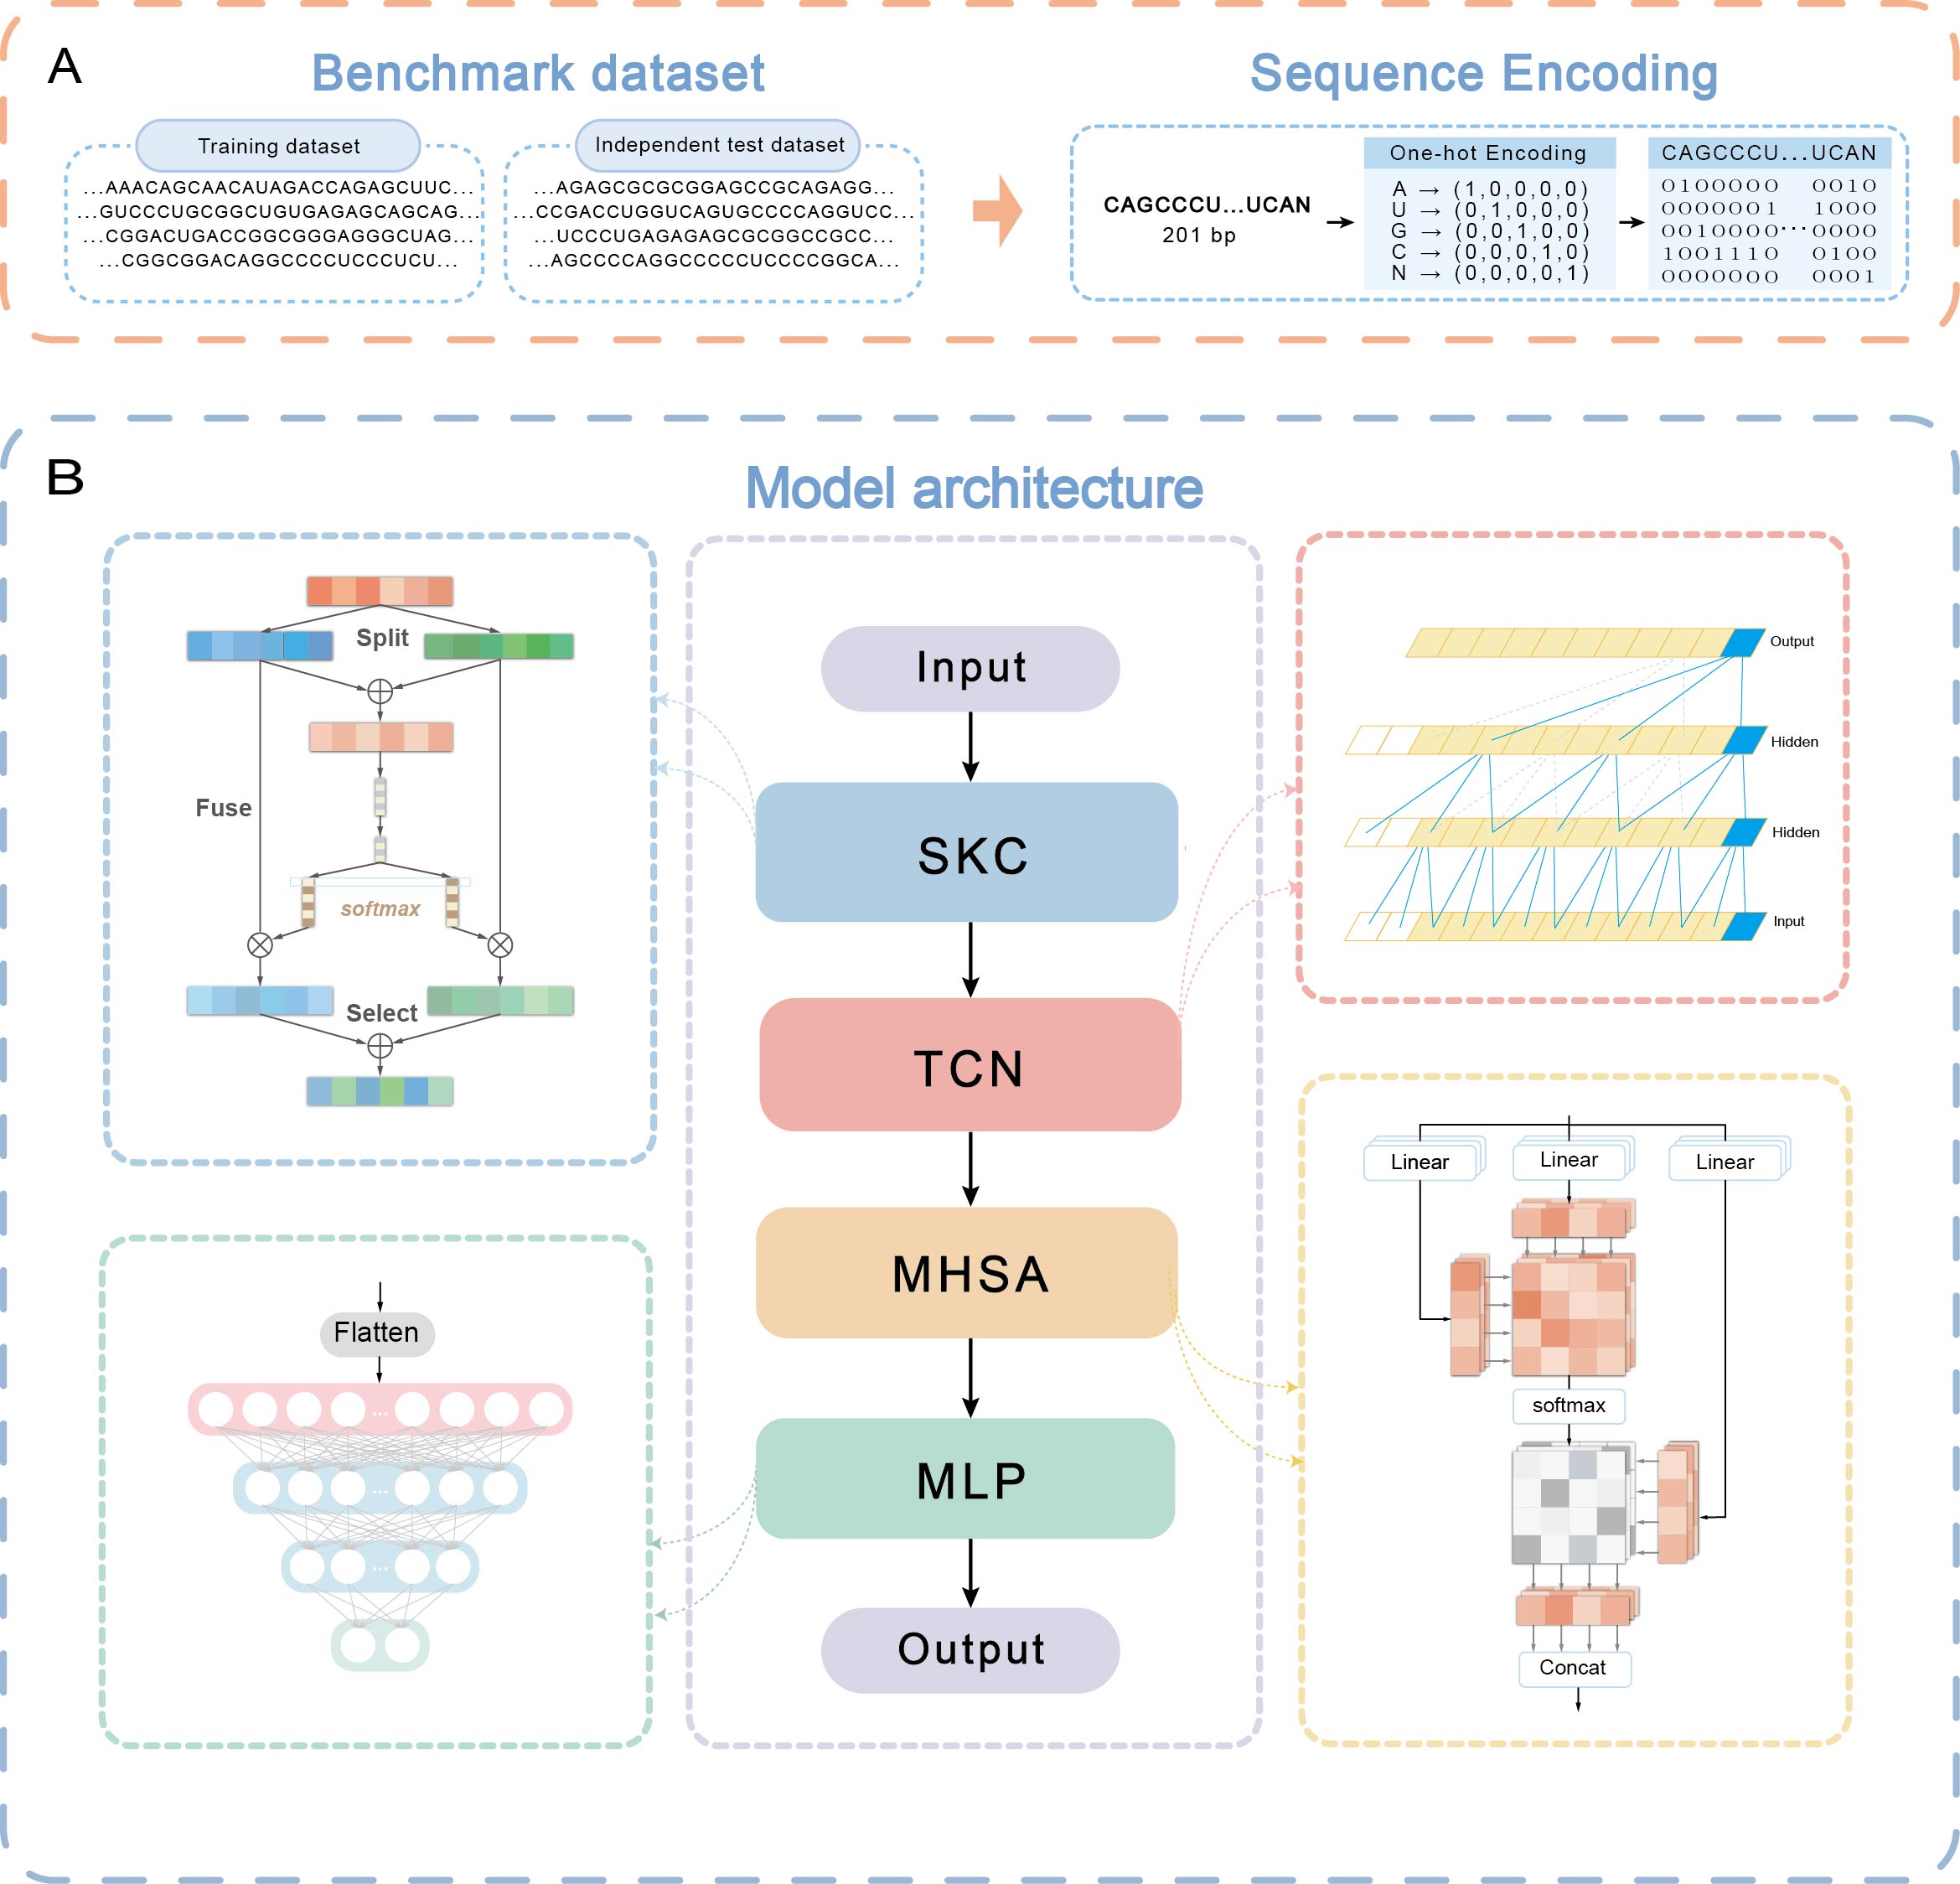 A
Benchmark dataset
Training dataset
...AAACAGCAACAUAGACCAGAGCUUC...
...GUCCCUGCGGCUGUGAGAGCAGCAG...
...CGGACUGACCGGCGGGAGGGCUAG...
...CGGCGGACAGGCCCCUCCCUCU...
Independent test dataset
...AGAGCGCGCGGAGCCGCAGAGG...
...CCGACCUGGUCAGUGCCCCAGGUCC...
...UCCCUGAGAGAGCGCGGCCGCC...
...AGCCCCAGGCCCCCUCCCCGGCA...
Sequence Encoding
CAGCCCU...UCAN
201 bp
One-hot Encoding
A → (1,0,0,0,0)
U → (0,1,0,0,0)
G → (0,0,1,0,0)
C → (0,0,0,1,0)
N → (0,0,0,0,1)
CAGCCCU...UCAN
0100000 0010
0000001 1000
0010000...0000
1001110 0100
0000000 0001
B
Model architecture
Split
Fuse
softmax
Select
Input
SKC
TCN
MHSA
MLP
Output
Output
Hidden
Hidden
Input
Flatten
...
...
...
Linear
Linear
Linear
softmax
Concat